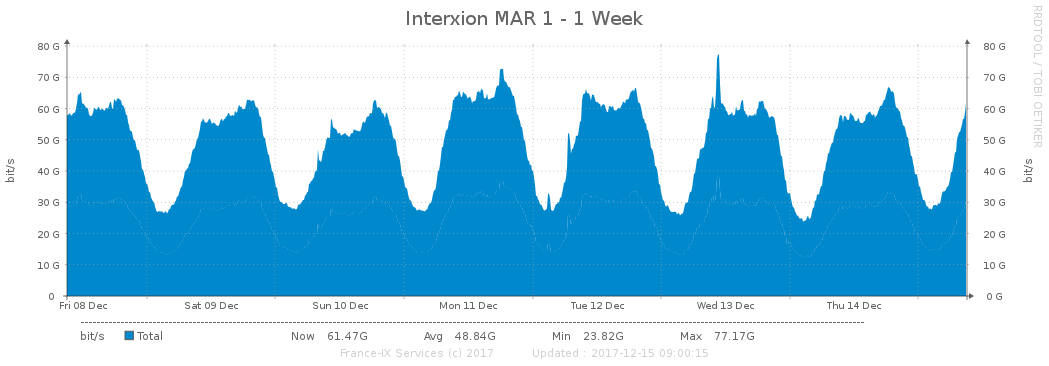 Interxion MAR 1 - 1 Week
RRDTOOL / TOBI OETIKER
bit/s
80 G
70 G
60 G
50 G
40 G
30 G
20 G
10 G
0
80 G
70 G
60 G
50 G
40 G
30 G
20 G
10 G
0 G
bit/s
Fri 08 Dec Sat 09 Dec Sun 10 Dec Mon 11 Dec Tue 12 Dec Wed 13 Dec Thu 14 Dec
bit/s Total Now 61.47G Avg 48.84G Min 23.82G Max 77.17G
France-IX Services (c) 2017 Updated : 2017-12-15 09:00:15